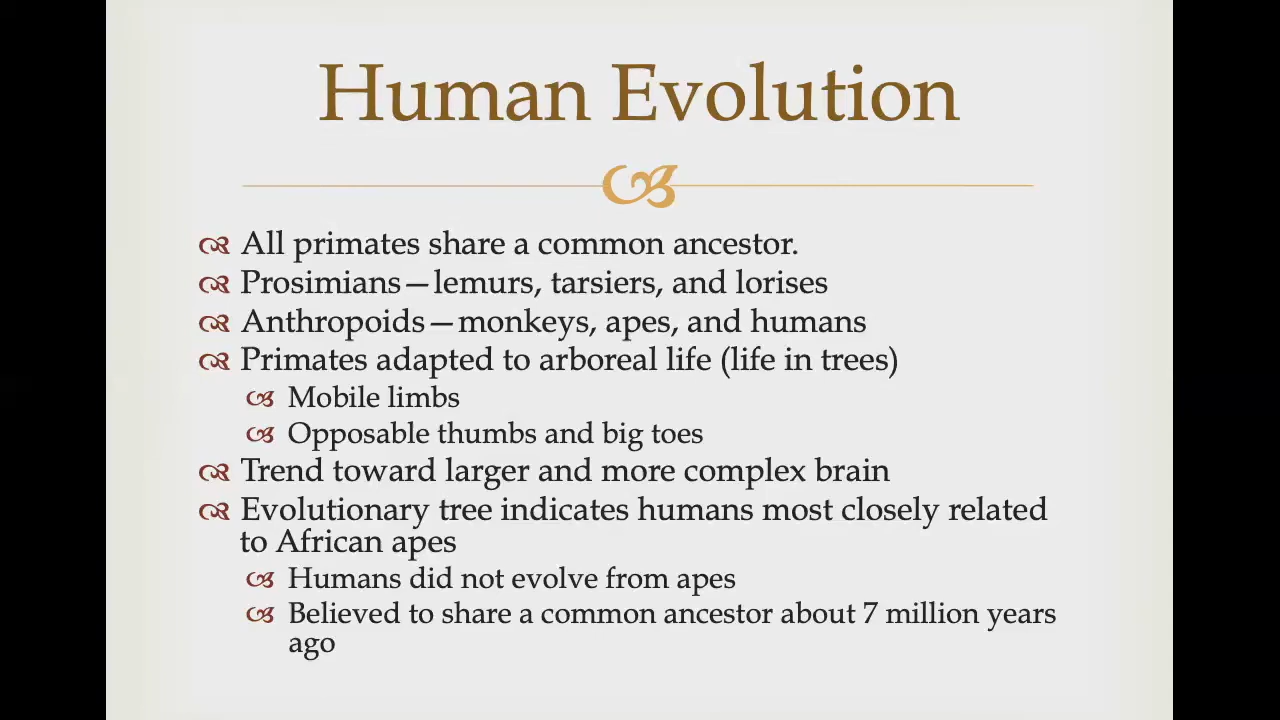 Human Evolution
All primates share a common ancestor.
Prosimians—lemurs, tarsiers, and lorises
Anthropoids—monkeys, apes, and humans
Primates adapted to arboreal life (life in trees)
Mobile limbs
Opposable thumbs and big toes
Trend toward larger and more complex brain
Evolutionary tree indicates humans most closely related
to African apes
Humans did not evolve from apes
Believed to share a common ancestor about 7 million years
ago